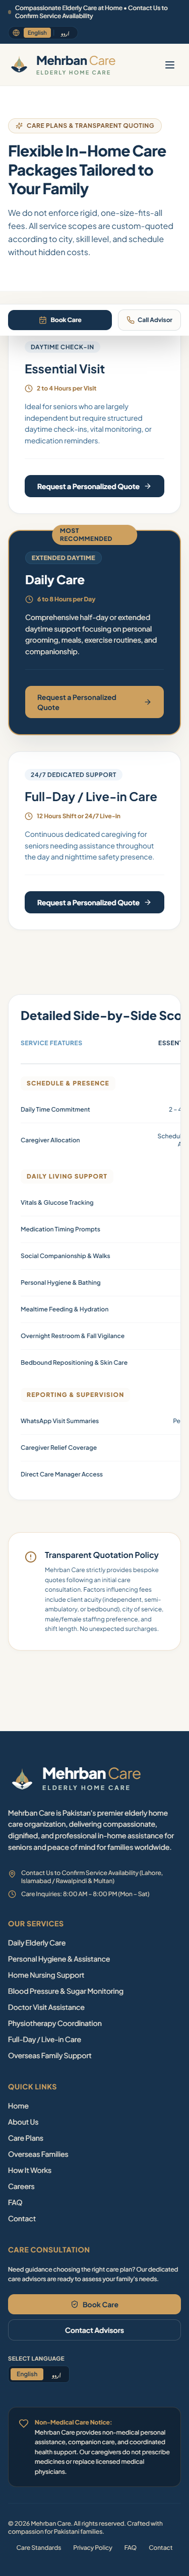 Compassionate Elderly Care at Home • Contact Us to
Confirm Service Availability
English اردو
Mehrban Care
ELDERLY HOME CARE
CARE PLANS & TRANSPARENT QUOTING
Flexible In-Home Care
Packages Tailored to
Your Family
We do not enforce rigid, one-size-fits-all
fees. All service scopes are custom-quoted
according to city, skill level, and schedule
without hidden costs.
Book Care
Call Advisor
DAYTIME CHECK-IN
Essential Visit
2 to 4 Hours per Visit
Ideal for seniors who are largely
independent but require structured
daytime check-ins, vital monitoring, or
medication reminders.
Request a Personalized Quote
MOST
RECOMMENDED
EXTENDED DAYTIME
Daily Care
6 to 8 Hours per Day
Comprehensive half-day or extended
daytime support focusing on personal
grooming, meals, exercise routines, and
companionship.
Request a Personalized
Quote
24/7 DEDICATED SUPPORT
Full-Day / Live-in Care
12 Hours Shift or 24/7 Live-in
Continuous dedicated caregiving for
seniors needing assistance throughout
the day and nighttime safety presence.
Request a Personalized Quote
Detailed Side-by-Side Sco
SERVICE FEATURES ESSENT
SCHEDULE & PRESENCE
Daily Time Commitment 2 – 4
Caregiver Allocation Schedul
A
DAILY LIVING SUPPORT
Vitals & Glucose Tracking
Medication Timing Prompts
Social Companionship & Walks
Personal Hygiene & Bathing
Mealtime Feeding & Hydration
Overnight Restroom & Fall Vigilance
Bedbound Repositioning & Skin Care
REPORTING & SUPERVISION
WhatsApp Visit Summaries Pe
Caregiver Relief Coverage
Direct Care Manager Access
Transparent Quotation Policy
Mehrban Care strictly provides bespoke
quotes following an initial care
consultation. Factors influencing fees
include client acuity (independent, semi-
ambulatory, or bedbound), city of service,
male/female staffing preference, and
shift length. No unexpected surcharges.
Mehrban Care
ELDERLY HOME CARE
Mehrban Care is Pakistan's premier elderly home
care organization, delivering compassionate,
dignified, and professional in-home assistance for
seniors and peace of mind for families worldwide.
Contact Us to Confirm Service Availability (Lahore,
Islamabad / Rawalpindi & Multan)
Care Inquiries: 8:00 AM – 8:00 PM (Mon – Sat)
OUR SERVICES
Daily Elderly Care
Personal Hygiene & Assistance
Home Nursing Support
Blood Pressure & Sugar Monitoring
Doctor Visit Assistance
Physiotherapy Coordination
Full-Day / Live-in Care
Overseas Family Support
QUICK LINKS
Home
About Us
Care Plans
Overseas Families
How It Works
Careers
FAQ
Contact
CARE CONSULTATION
Need guidance choosing the right care plan? Our dedicated
care advisors are ready to assess your family's needs.
Book Care
Contact Advisors
SELECT LANGUAGE
English اردو
Non-Medical Care Notice:
Mehrban Care provides non-medical personal
assistance, companion care, and coordinated
health support. Our caregivers do not prescribe
medicines or replace licensed medical
physicians.
© 2026 Mehrban Care. All rights reserved. Crafted with
compassion for Pakistani families.
Care Standards Privacy Policy FAQ Contact